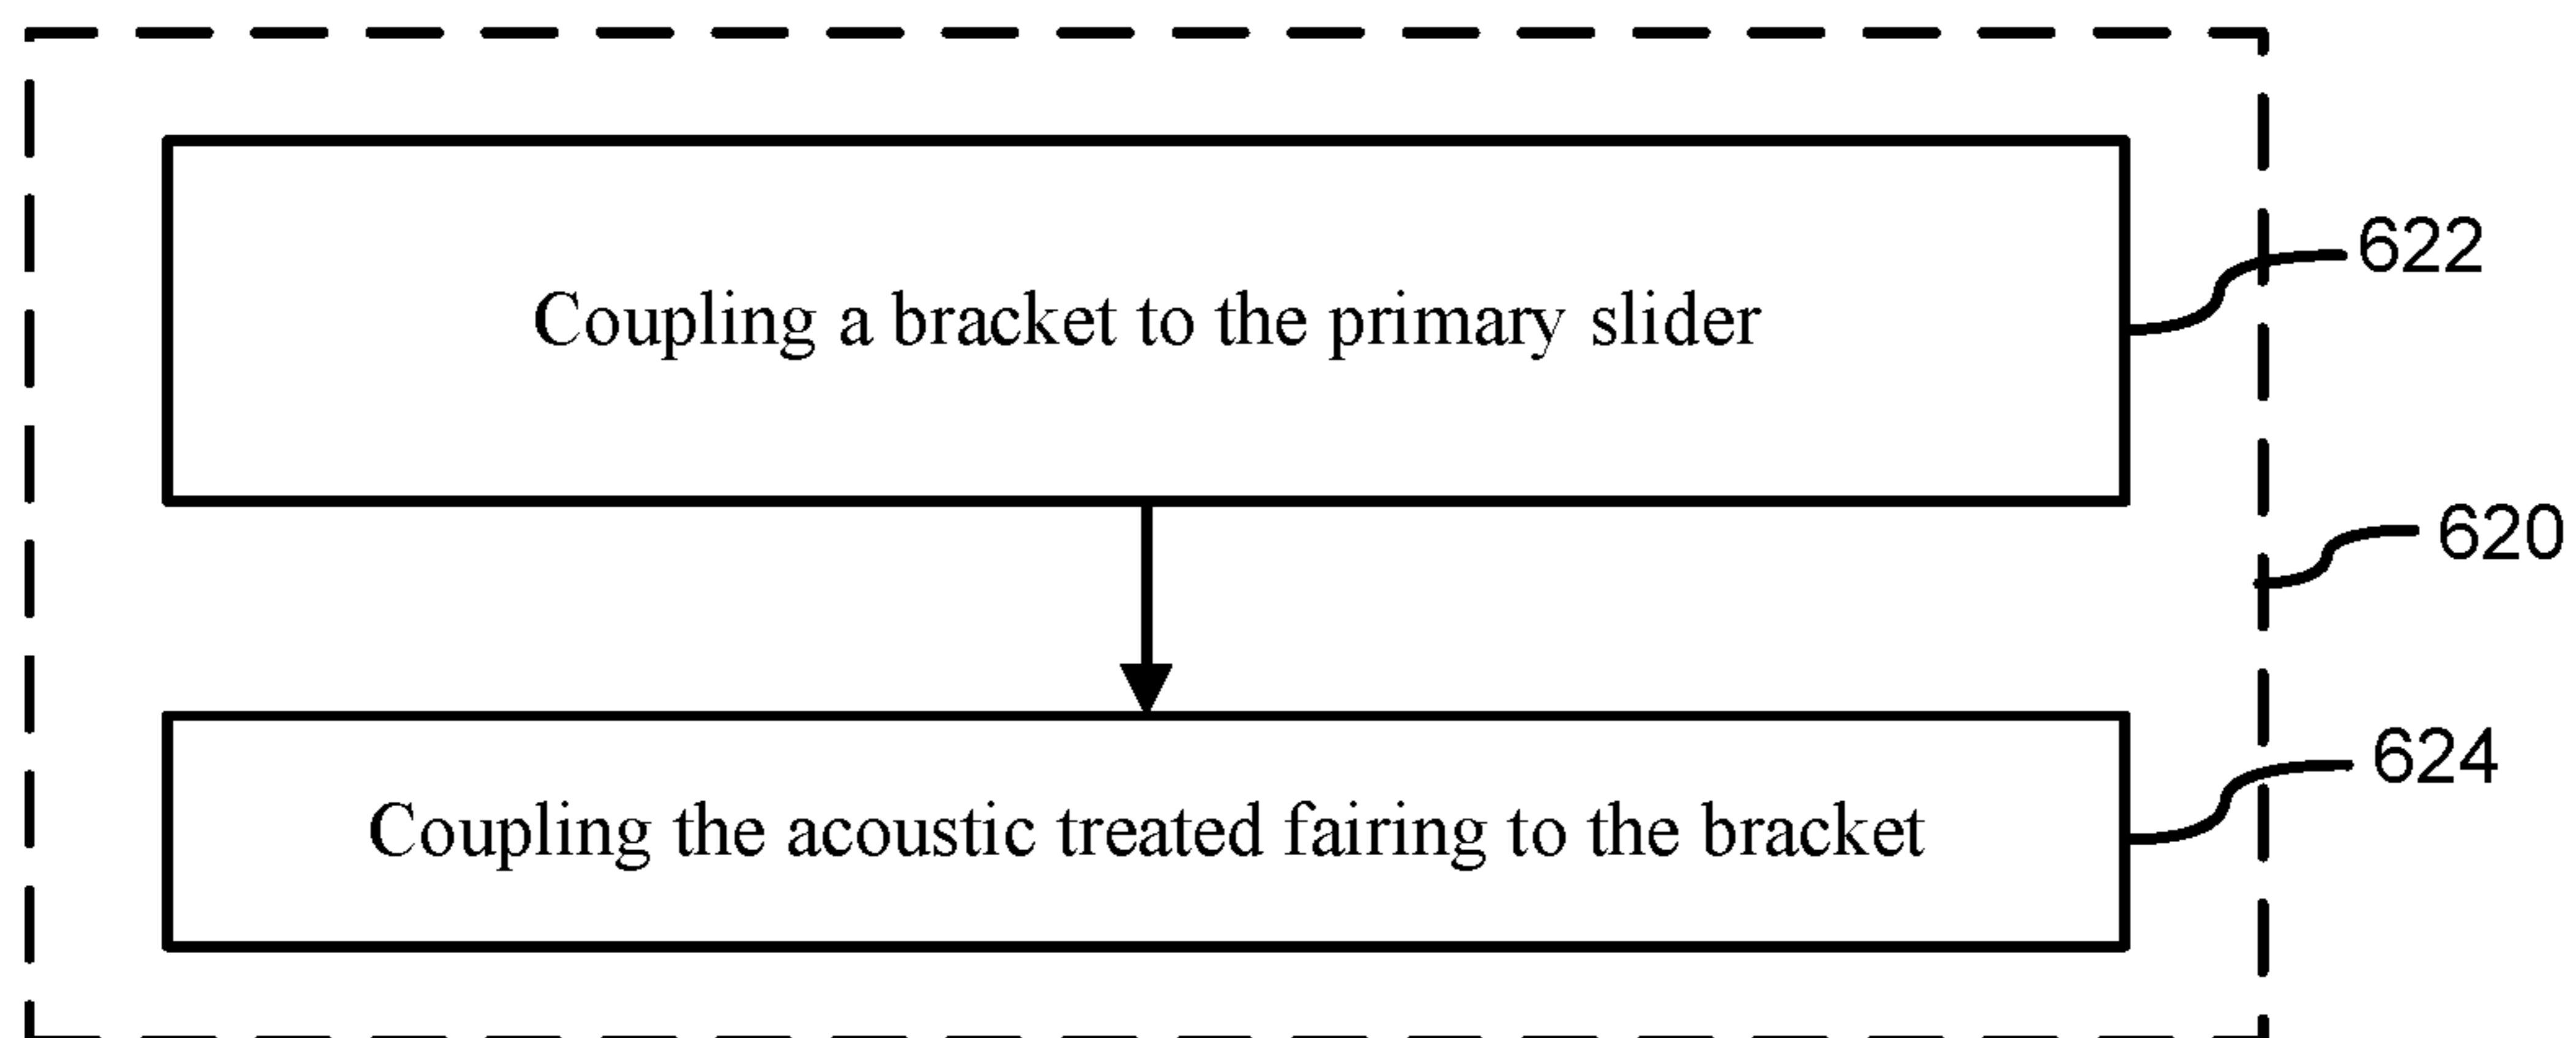 Coupling a bracket to the primary slider
622
620
Coupling the acoustic treated fairing to the bracket
624